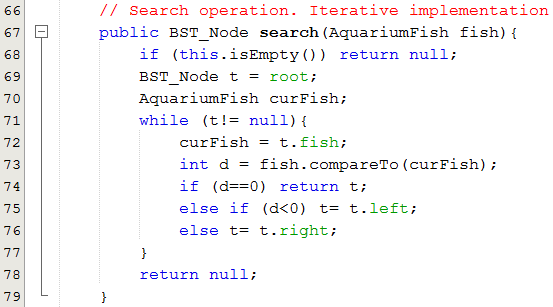 66 // Search operation. Iterative implementation
67 public BST_Node search(AquariumFish fish){
68 if (this.isEmpty()) return null;
69 BST_Node t = root;
70 AquariumFish curFish;
71 while (t!= null){
72 curFish = t.fish;
73 int d = fish.compareTo(curFish);
74 if (d==0) return t;
75 else if (d<0) t= t.left;
76 else t= t.right;
77 }
78 return null;
79 }